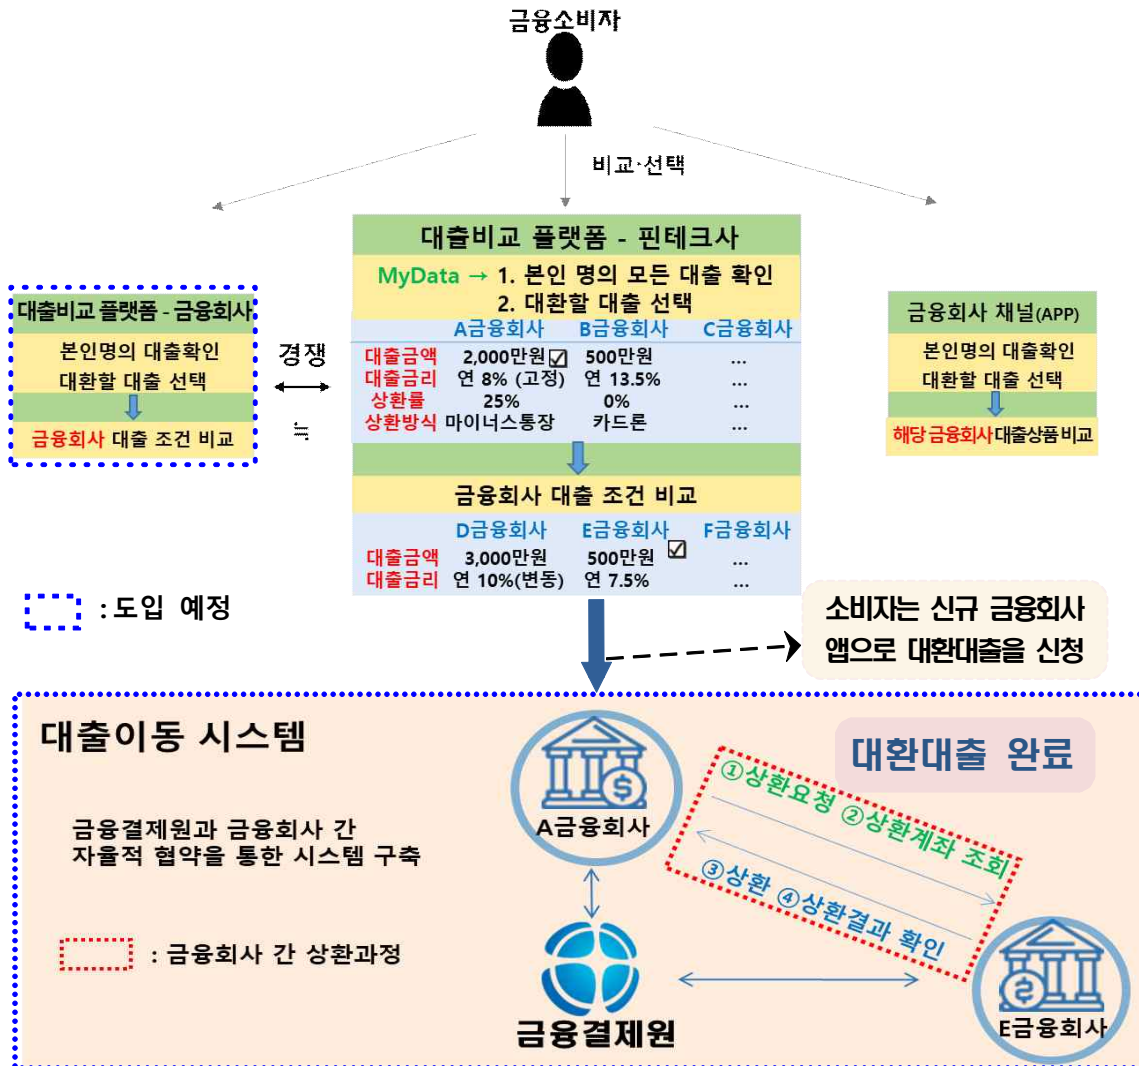 금융소비자
비교·선택
대출비교 플랫폼 - 핀테크사
MyData → 1. 본인 명의 모든 대출 확인
2. 대환할 대출 선택
A금융회사 B금융회사 C금융회사
대출금액 2,000만원 ☑ 500만원 ...
대출금리 연 8% (고정) 연 13.5% ...
상환률 25% 0% ...
상환방식 마이너스통장 카드론 ...
금융회사 대출 조건 비교
D금융회사 E금융회사 F금융회사
대출금액 3,000만원 500만원 ☑ ...
대출금리 연 10%(변동) 연 7.5% ...
대출비교 플랫폼 - 금융회사
본인명의 대출확인
대환할 대출 선택
금융회사 대출 조건 비교
경쟁
≒
금융회사 채널(APP)
본인명의 대출확인
대환할 대출 선택
해당 금융회사 대출상품 비교
: 도입 예정
소비자는 신규 금융회사
앱으로 대환대출을 신청
대출이동 시스템
대환대출 완료
금융결제원과 금융회사 간
자율적 협약을 통한 시스템 구축
: 금융회사 간 상환과정
A금융회사
①상환요청 ②상환계좌 조회
③상환 ④상환결과 확인
금융결제원
E금융회사